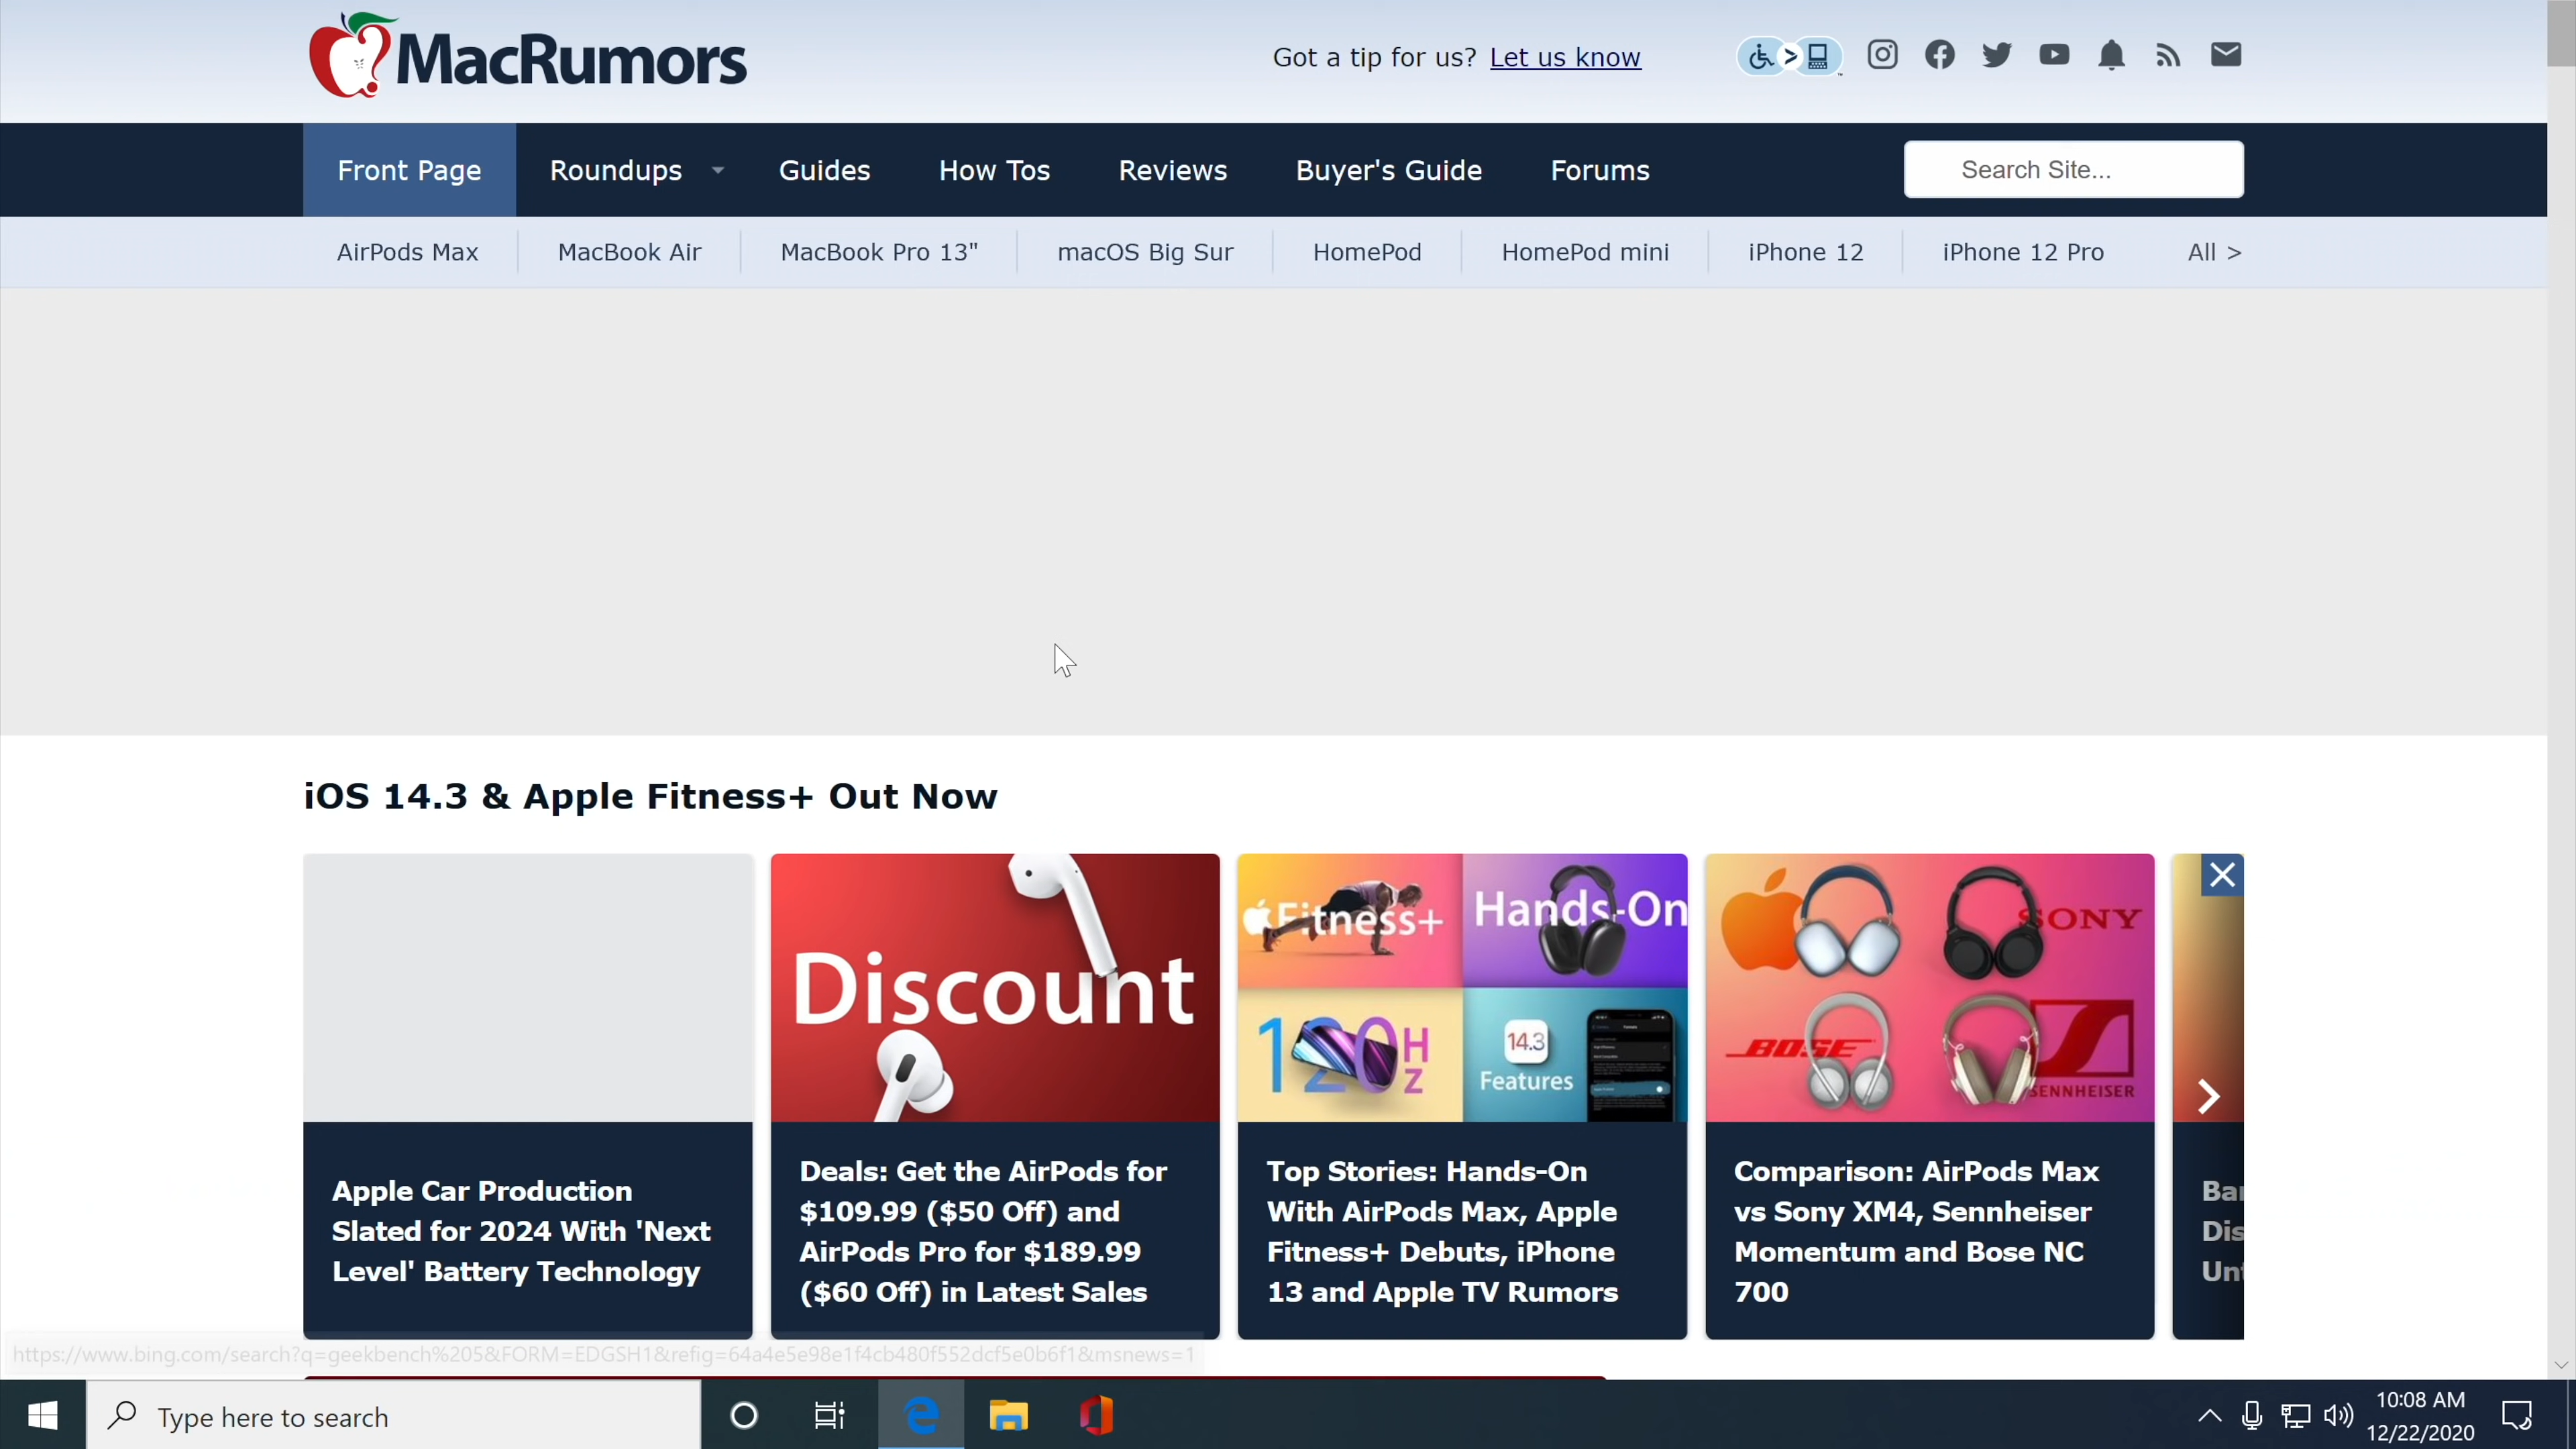 MacRumors
Got a tip for us? Let us know
Front Page Roundups Guides How Tos Reviews Buyer's Guide Forums Search Site...
AirPods Max MacBook Air MacBook Pro 13" macOS Big Sur HomePod HomePod mini iPhone 12 iPhone 12 Pro All >
iOS 14.3 & Apple Fitness+ Out Now
Apple Car Production
Slated for 2024 With 'Next
Level' Battery Technology
Discount
Deals: Get the AirPods for
$109.99 ($50 Off) and
AirPods Pro for $189.99
($60 Off) in Latest Sales
Fitness+
Hands-On
120Hz
14.3
Features
Top Stories: Hands-On
With AirPods Max, Apple
Fitness+ Debuts, iPhone
13 and Apple TV Rumors
SONY
BOSE
SENNHEISER
Comparison: AirPods Max
vs Sony XM4, Sennheiser
Momentum and Bose NC
700
Dis
https://www.bing.com/search?q=geekbench%205&FORM=EDGSH1&refig=64a4e5e98e1f4cb480f552dcf5e0b6f1&msnews=1
Type here to search
10:08 AM
12/22/2020